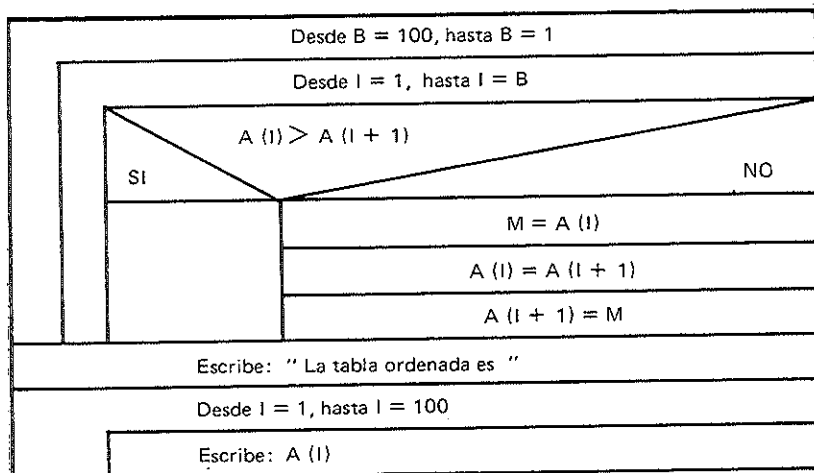 Desde B = 100, hasta B = 1
Desde I = 1, hasta I = B
A (I) > A (I + 1)
SI
NO
M = A (I)
A (I) = A (I + 1)
A (I + 1) = M
Escribe: " La tabla ordenada es "
Desde I = 1, hasta I = 100
Escribe: A (I)